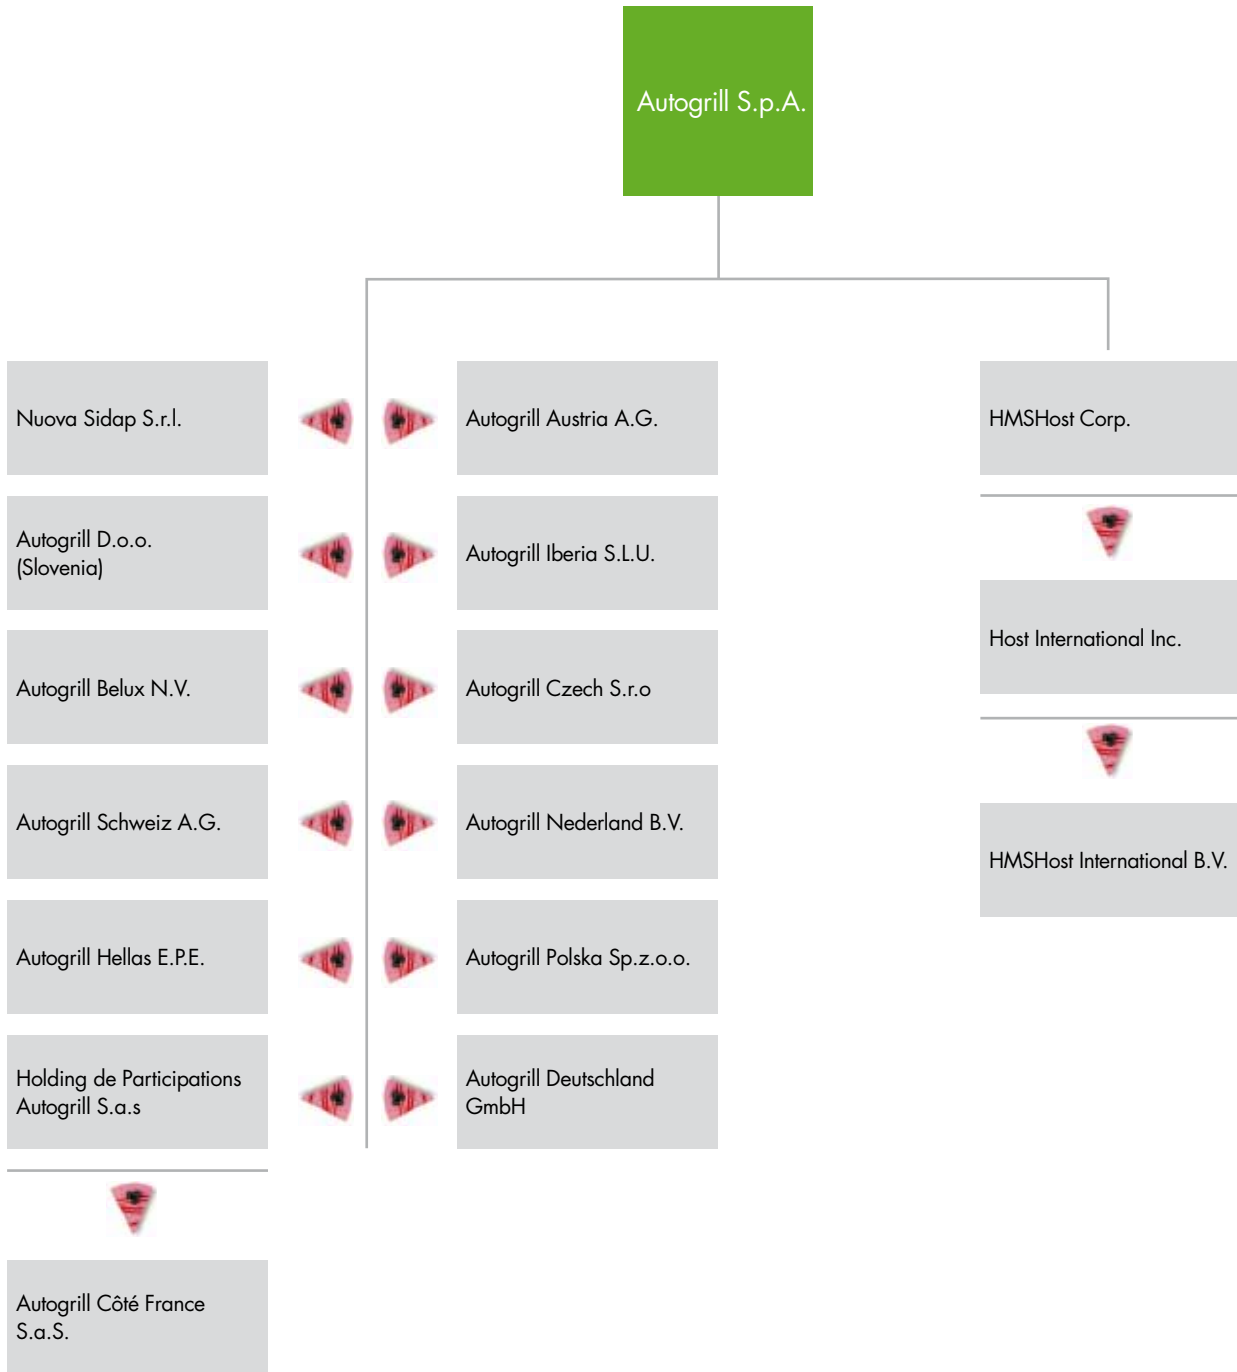 Autogrill S.p.A.
Nuova Sidap S.r.l.
Autogrill Austria A.G.
HMSHost Corp.
Autogrill D.o.o.
(Slovenia)
Autogrill Iberia S.L.U.
Host International Inc.
Autogrill Belux N.V.
Autogrill Czech S.r.o
Autogrill Schweiz A.G.
Autogrill Nederland B.V.
HMSHost International B.V.
Autogrill Hellas E.P.E.
Autogrill Polska Sp.z.o.o.
Holding de Participations
Autogrill S.a.s
Autogrill Deutschland
GmbH
Autogrill Côté France
S.a.S.